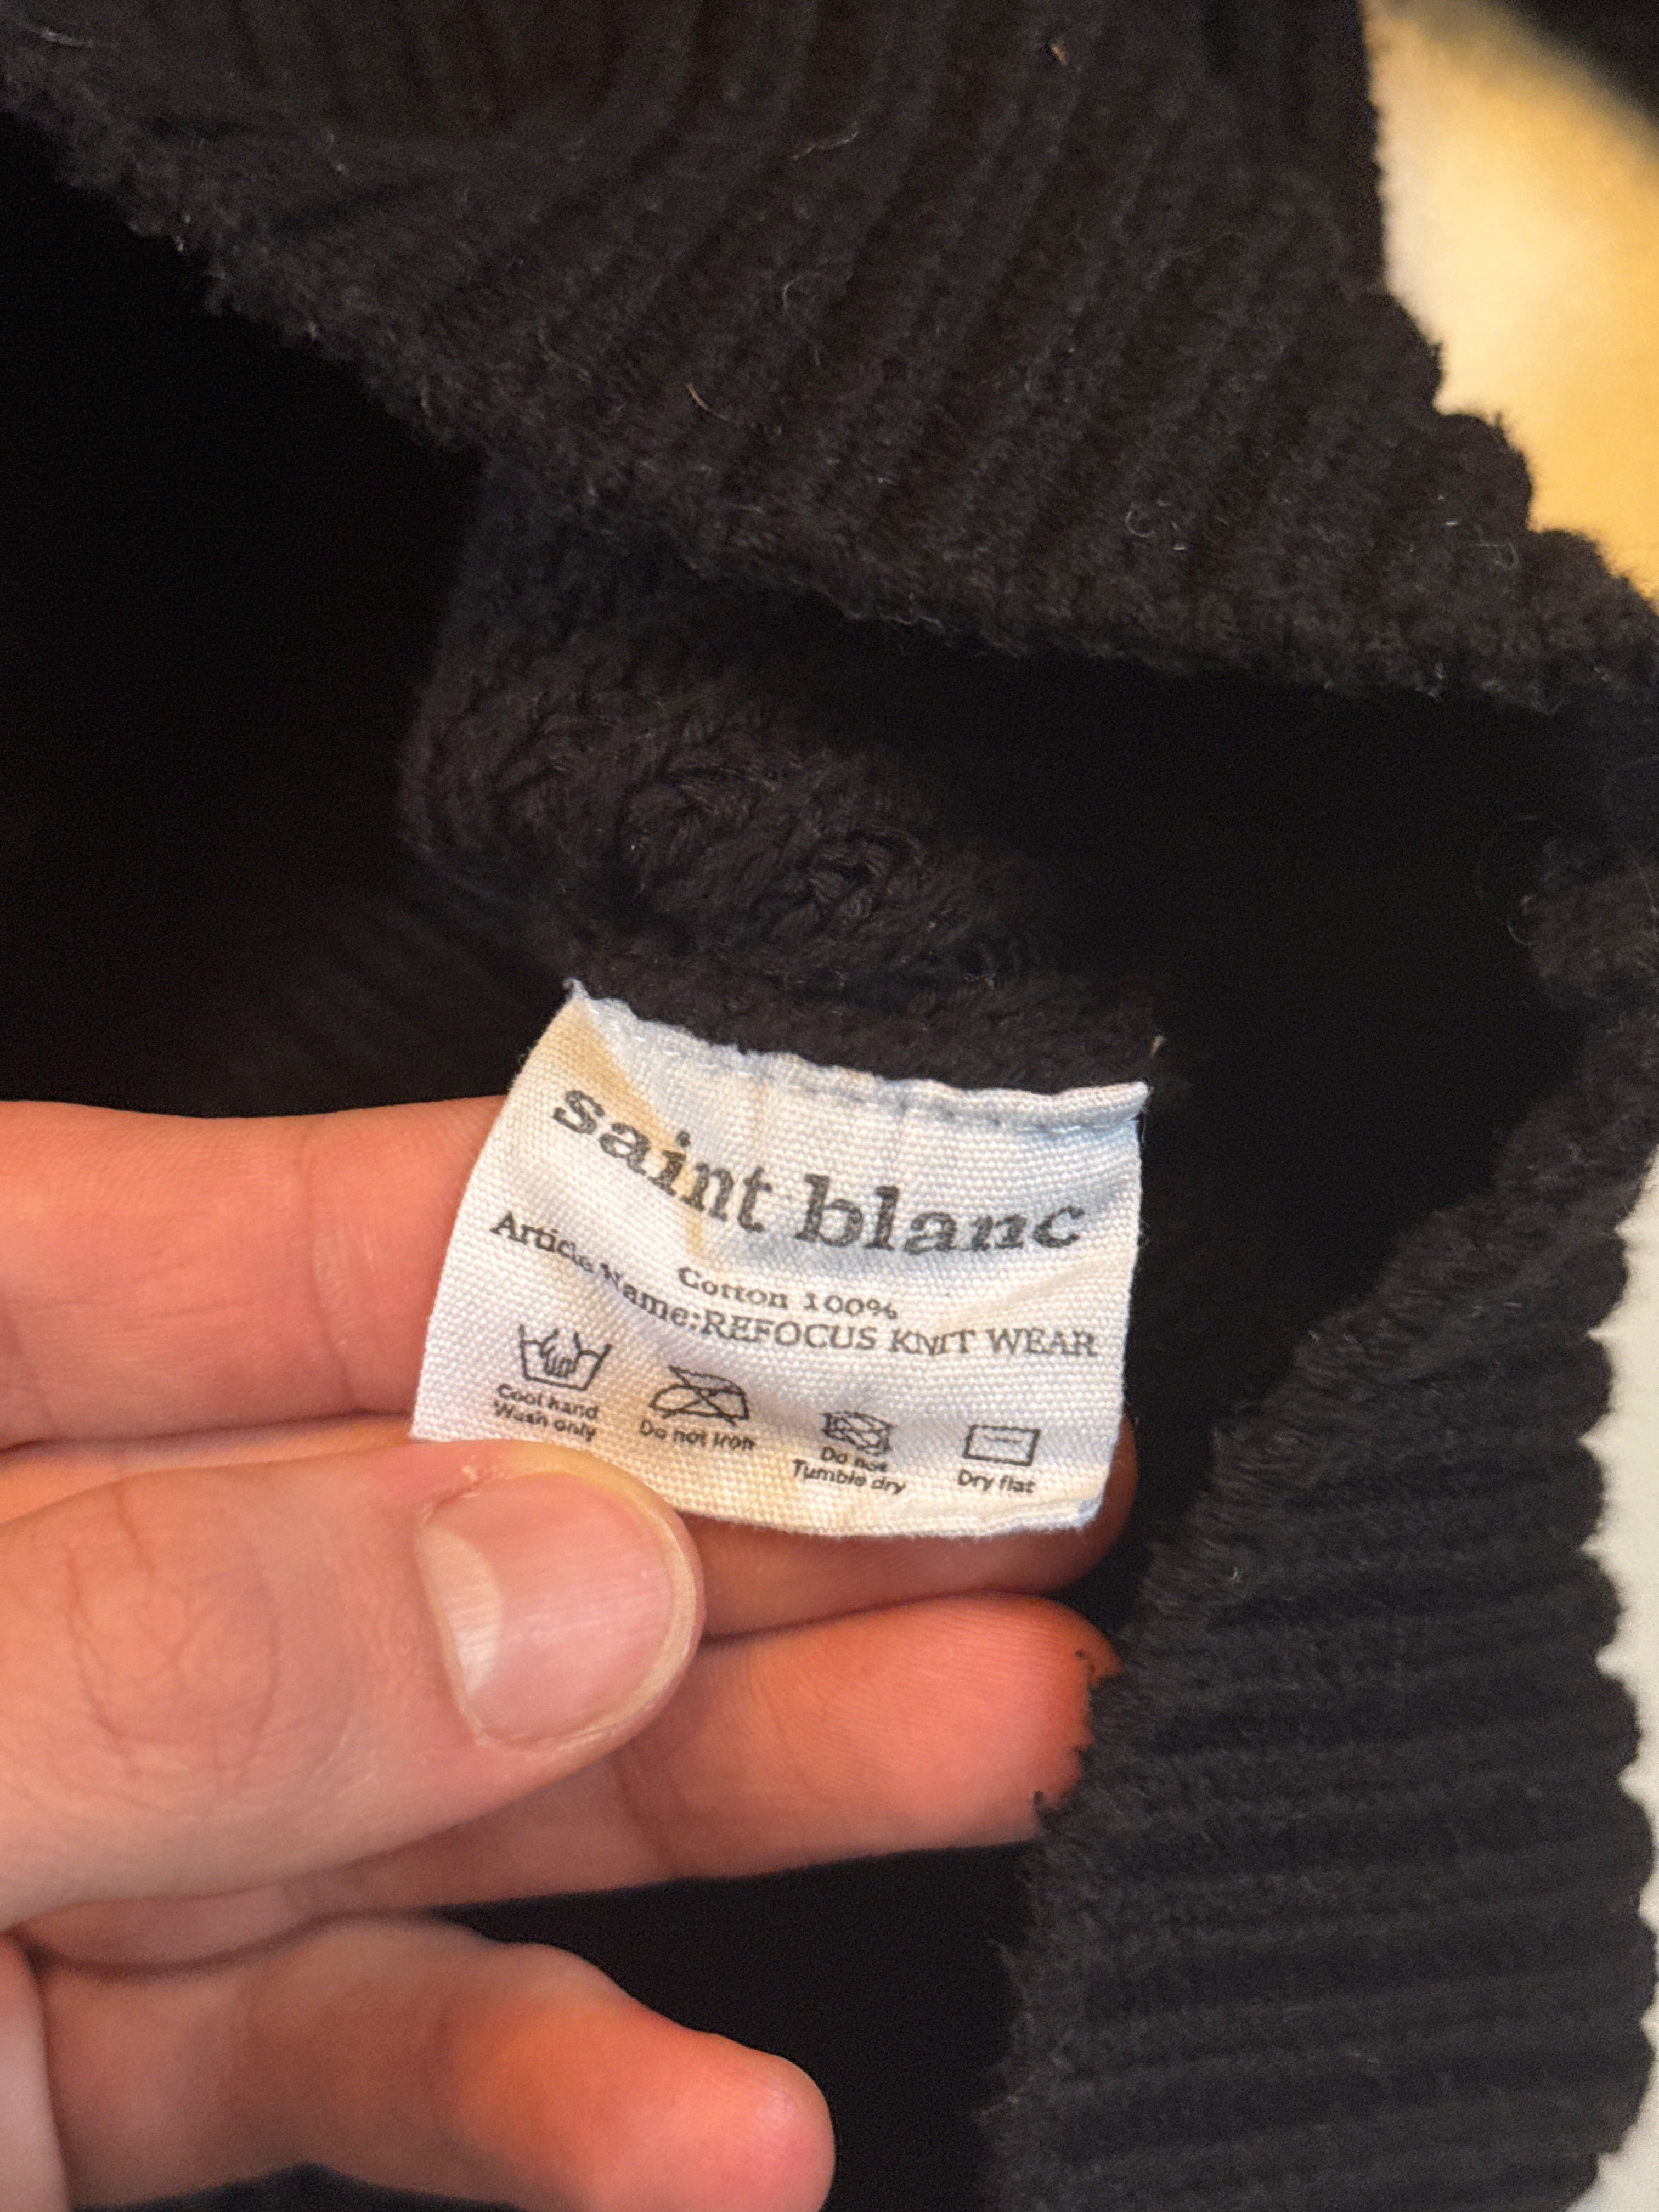 saint blanc
Cotton 100%
Article Name:REFOCUS KNIT WEAR
Cool hand
Wash only
Do not Iron
Do not
Tumble dry
Dry flat